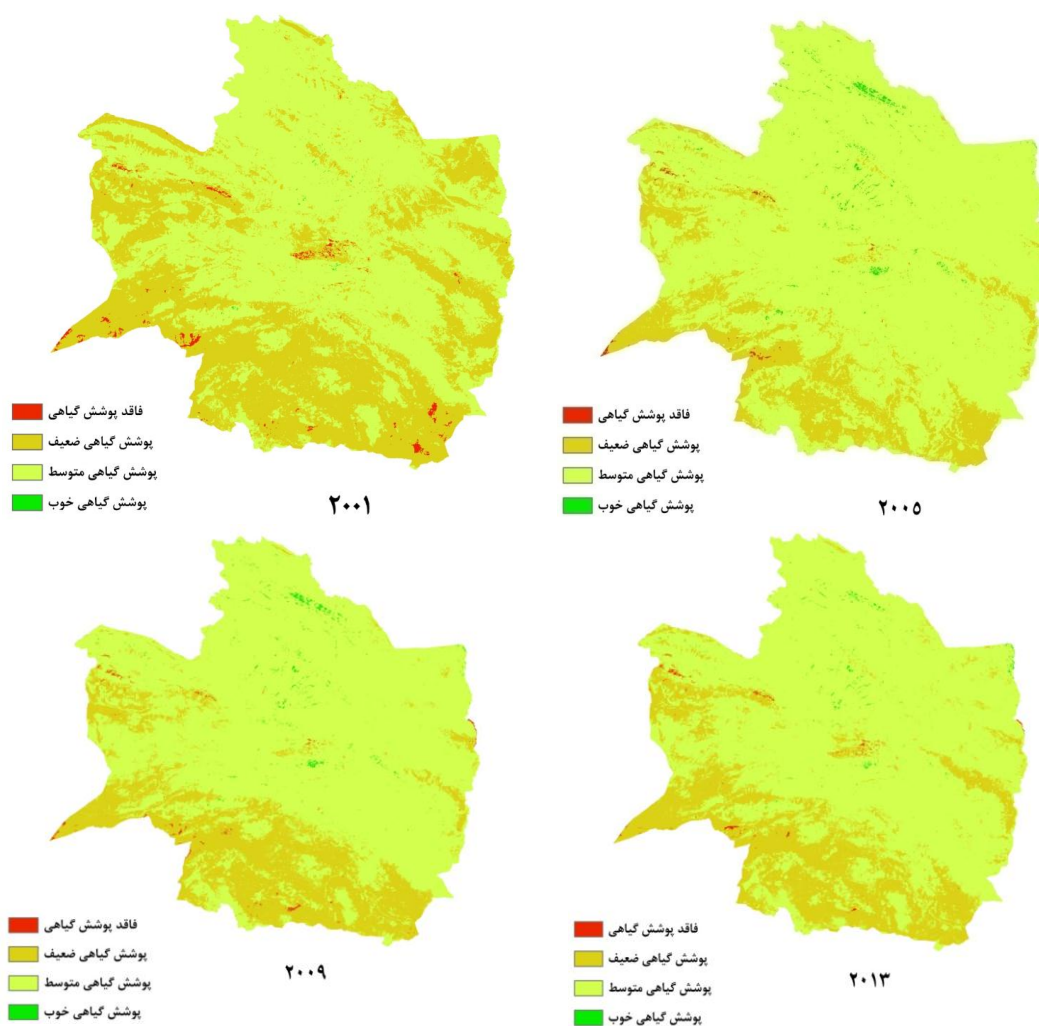 فاقد پوشش گیاهی
پوشش گیاهی ضعیف
پوشش گیاهی متوسط
پوشش گیاهی خوب
۲۰۰۱
فاقد پوشش گیاهی
پوشش گیاهی ضعیف
پوشش گیاهی متوسط
پوشش گیاهی خوب
۲۰۰۵
فاقد پوشش گیاهی
پوشش گیاهی ضعیف
پوشش گیاهی متوسط
پوشش گیاهی خوب
۲۰۰۹
فاقد پوشش گیاهی
پوشش گیاهی ضعیف
پوشش گیاهی متوسط
پوشش گیاهی خوب
۲۰۱۳